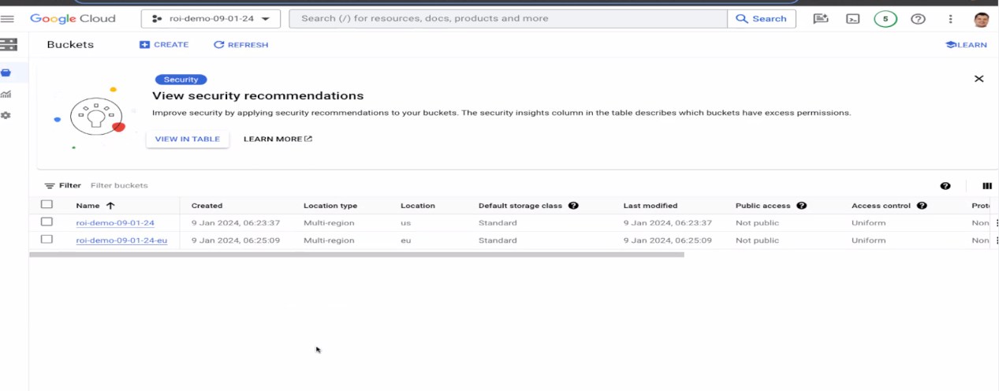 Google Cloud roi-demo-09-01-24 Search (/) for resources, docs, products and more Search 5
Buckets CREATE REFRESH LEARN
Security
View security recommendations
Improve security by applying security recommendations to your buckets. The security insights column in the table describes which buckets have excess permissions.
VIEW IN TABLE LEARN MORE
Filter Filter buckets
Name Created Location type Location Default storage class Last modified Public access Access control Prot
roi-demo-09-01-24 9 Jan 2024, 06:23:37 Multi-region us Standard 9 Jan 2024, 06:23:37 Not public Uniform Non
roi-demo-09-01-24-eu 9 Jan 2024, 06:25:09 Multi-region eu Standard 9 Jan 2024, 06:25:09 Not public Uniform Non